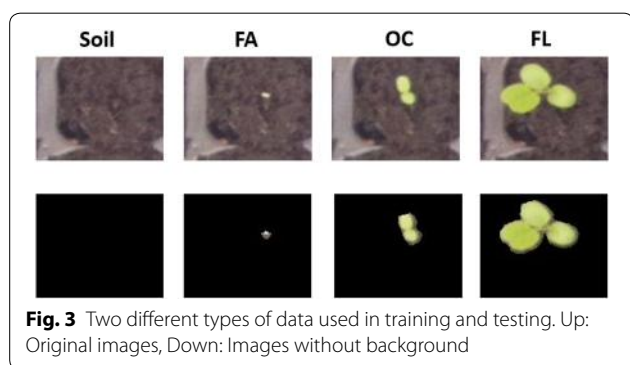 Soil FA OC FL
Fig. 3 Two different types of data used in training and testing. Up:
Original images, Down: Images without background